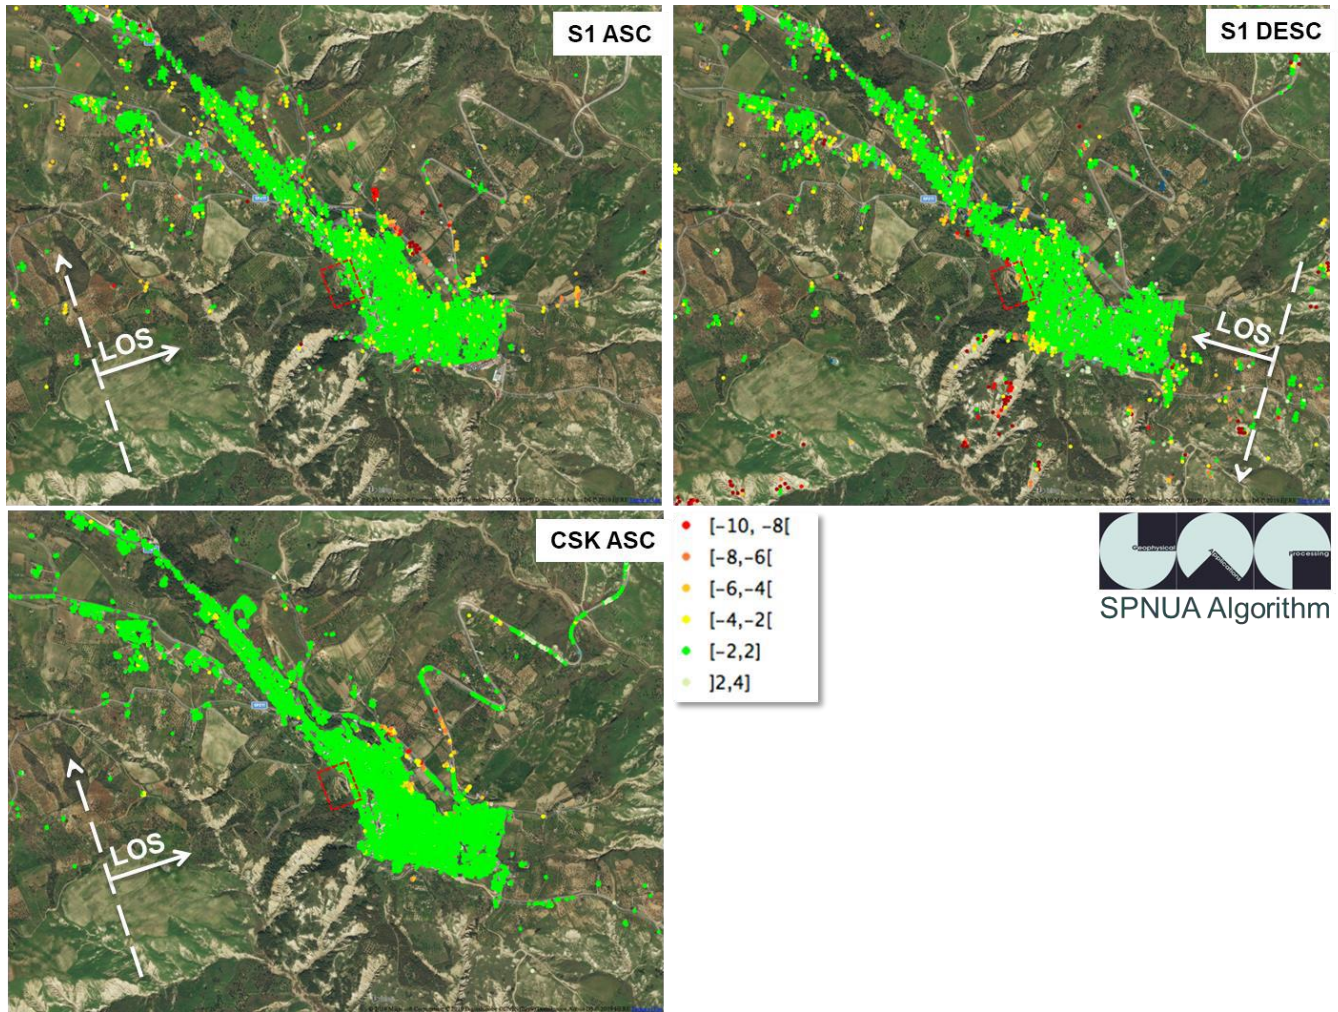 S1 ASC
S1 DESC
LOS
LOS
CSK ASC
LOS
[-10, -8[
[-8,-6[
[-6,-4[
[-4,-2[
[-2,2]
]2,4]
Geophysical
Applications
Processing
SPNUA Algorithm